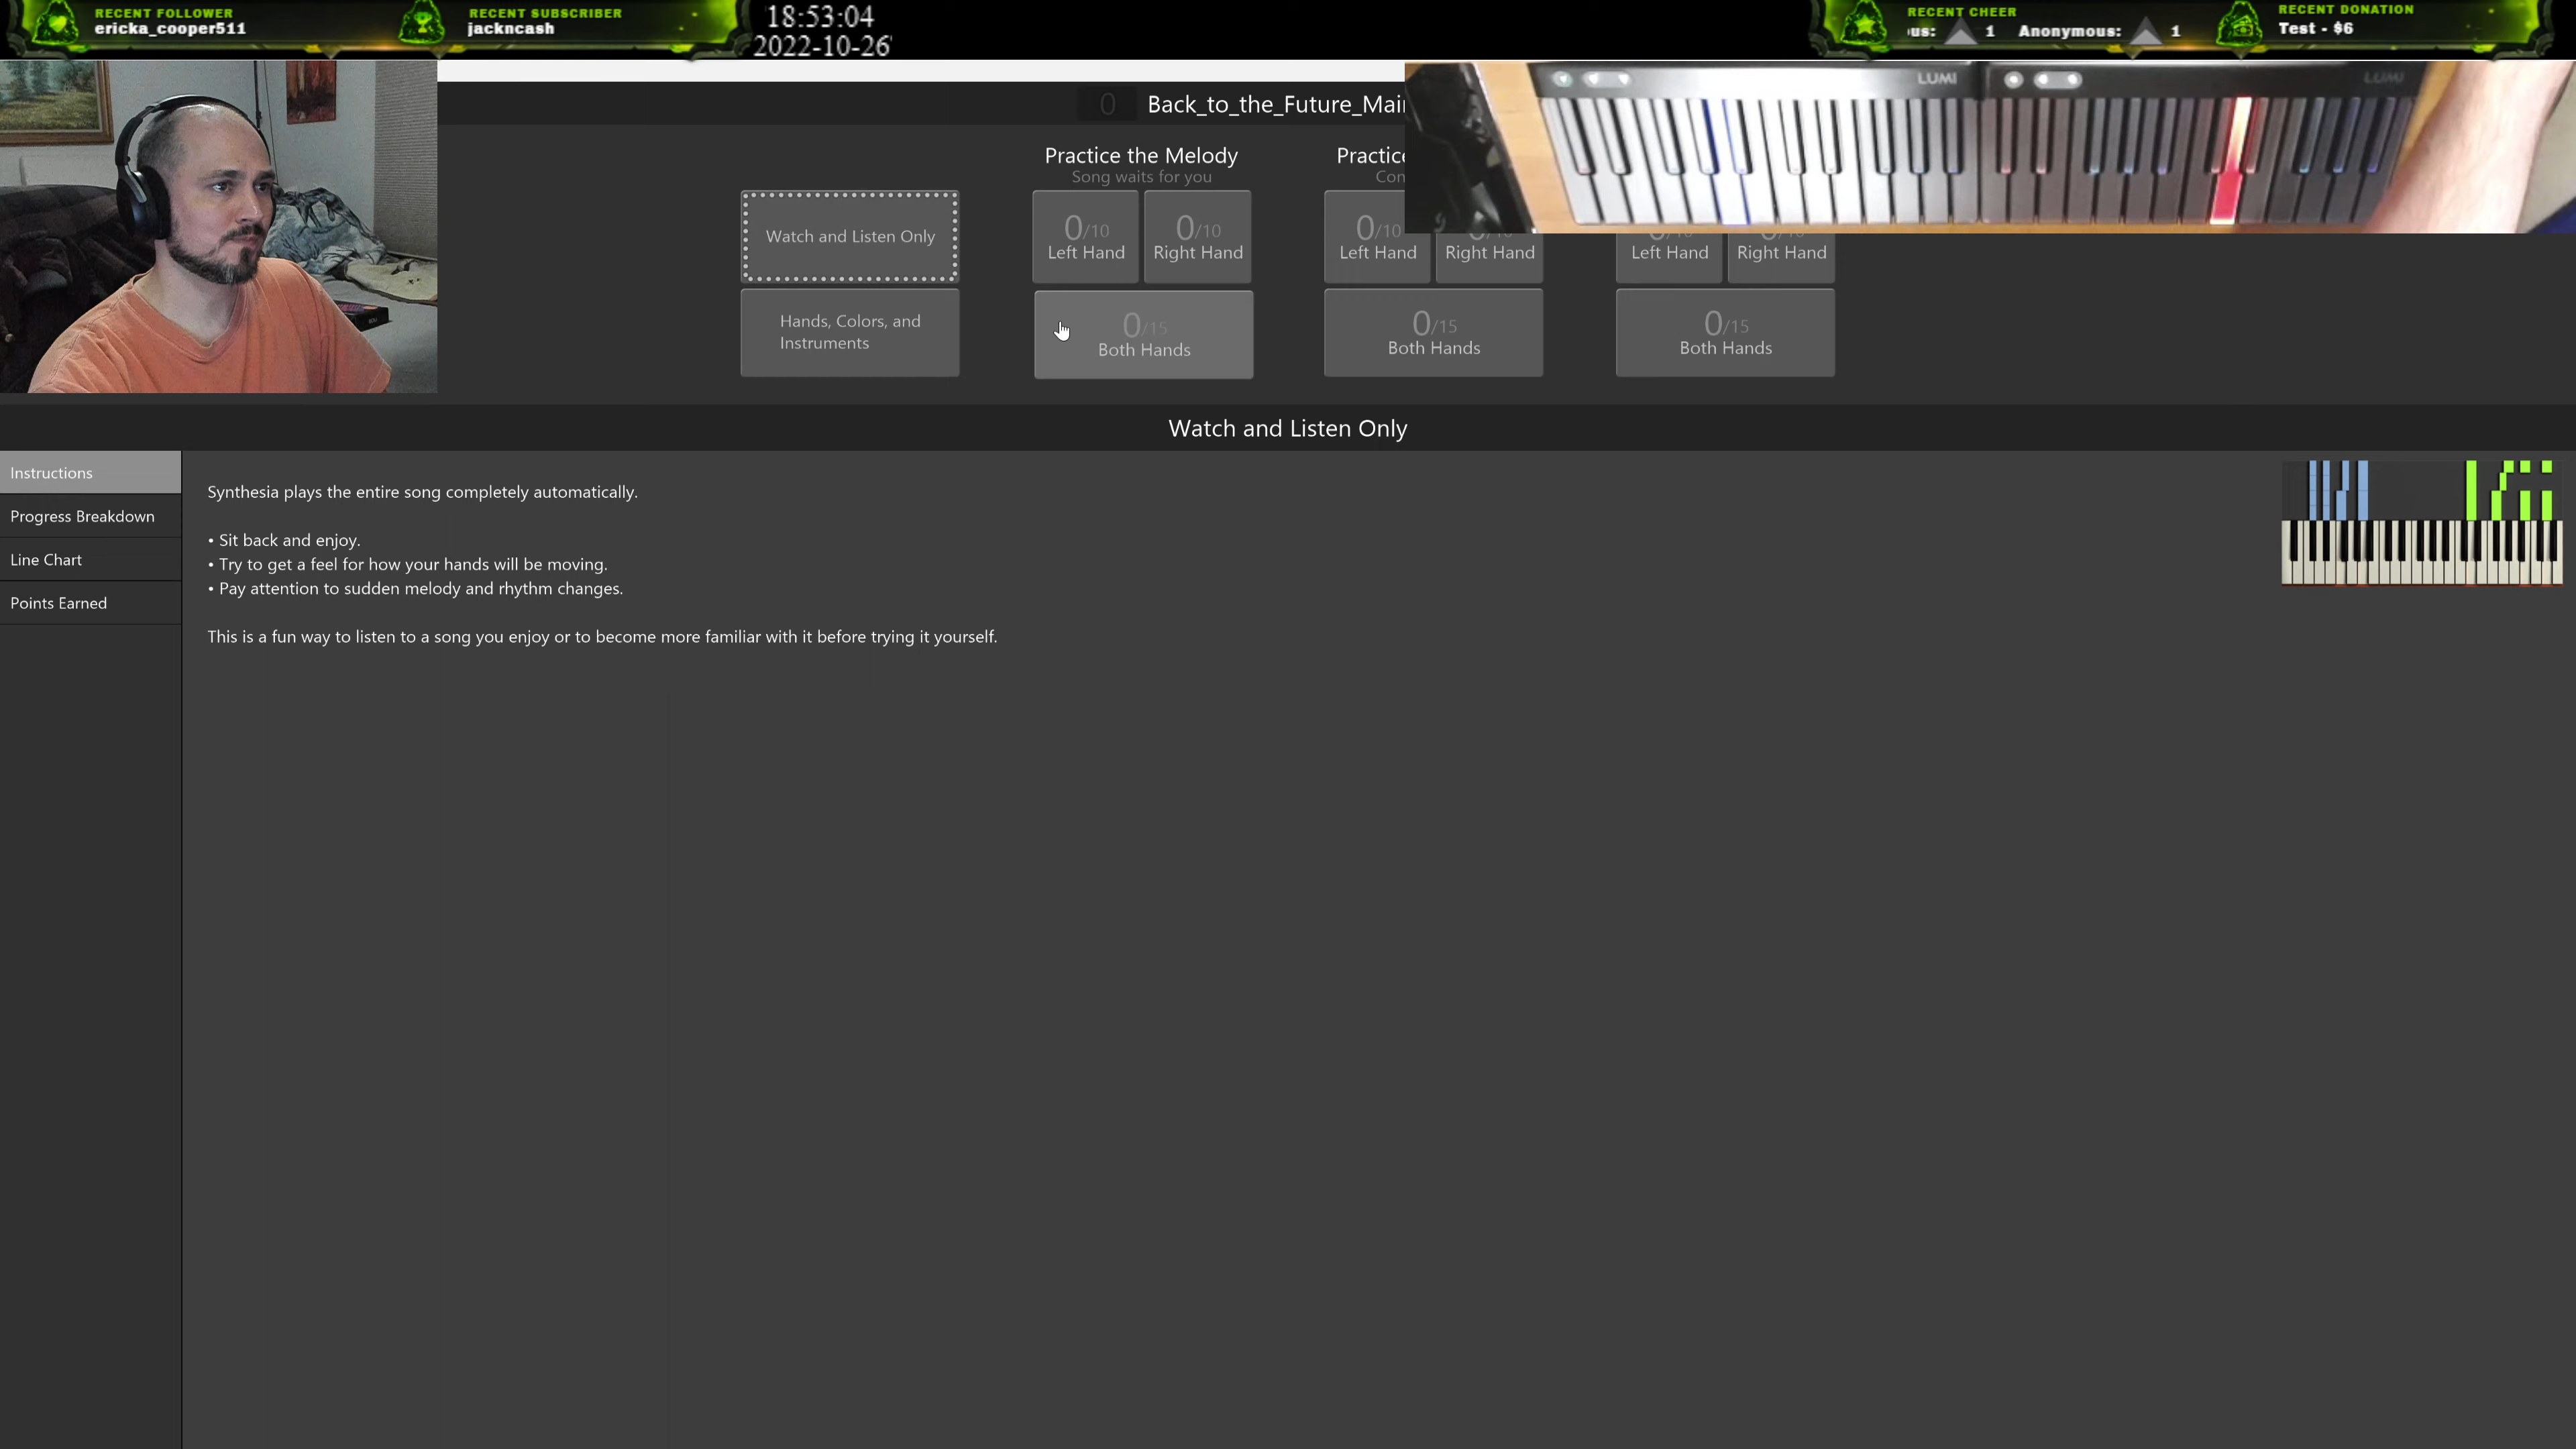 RECENT FOLLOWER
ericka_cooper511
RECENT SUBSCRIBER
jackncash
18:53:04
2022-10-26
RECENT CHEER
us: 1 Anonymous: 1
RECENT DONATION
Test - $6
LUMI
LUMI
0
Back_to_the_Future_Mai
Practice the Melody
Song waits for you
Practice
Con
Watch and Listen Only
0/10
Left Hand
0/10
Right Hand
0/10
Left Hand
Right Hand
Left Hand
Right Hand
Hands, Colors, and
Instruments
0/15
Both Hands
0/15
Both Hands
0/15
Both Hands
Watch and Listen Only
Instructions
Progress Breakdown
Line Chart
Points Earned
Synthesia plays the entire song completely automatically.
• Sit back and enjoy.
• Try to get a feel for how your hands will be moving.
• Pay attention to sudden melody and rhythm changes.
This is a fun way to listen to a song you enjoy or to become more familiar with it before trying it yourself.